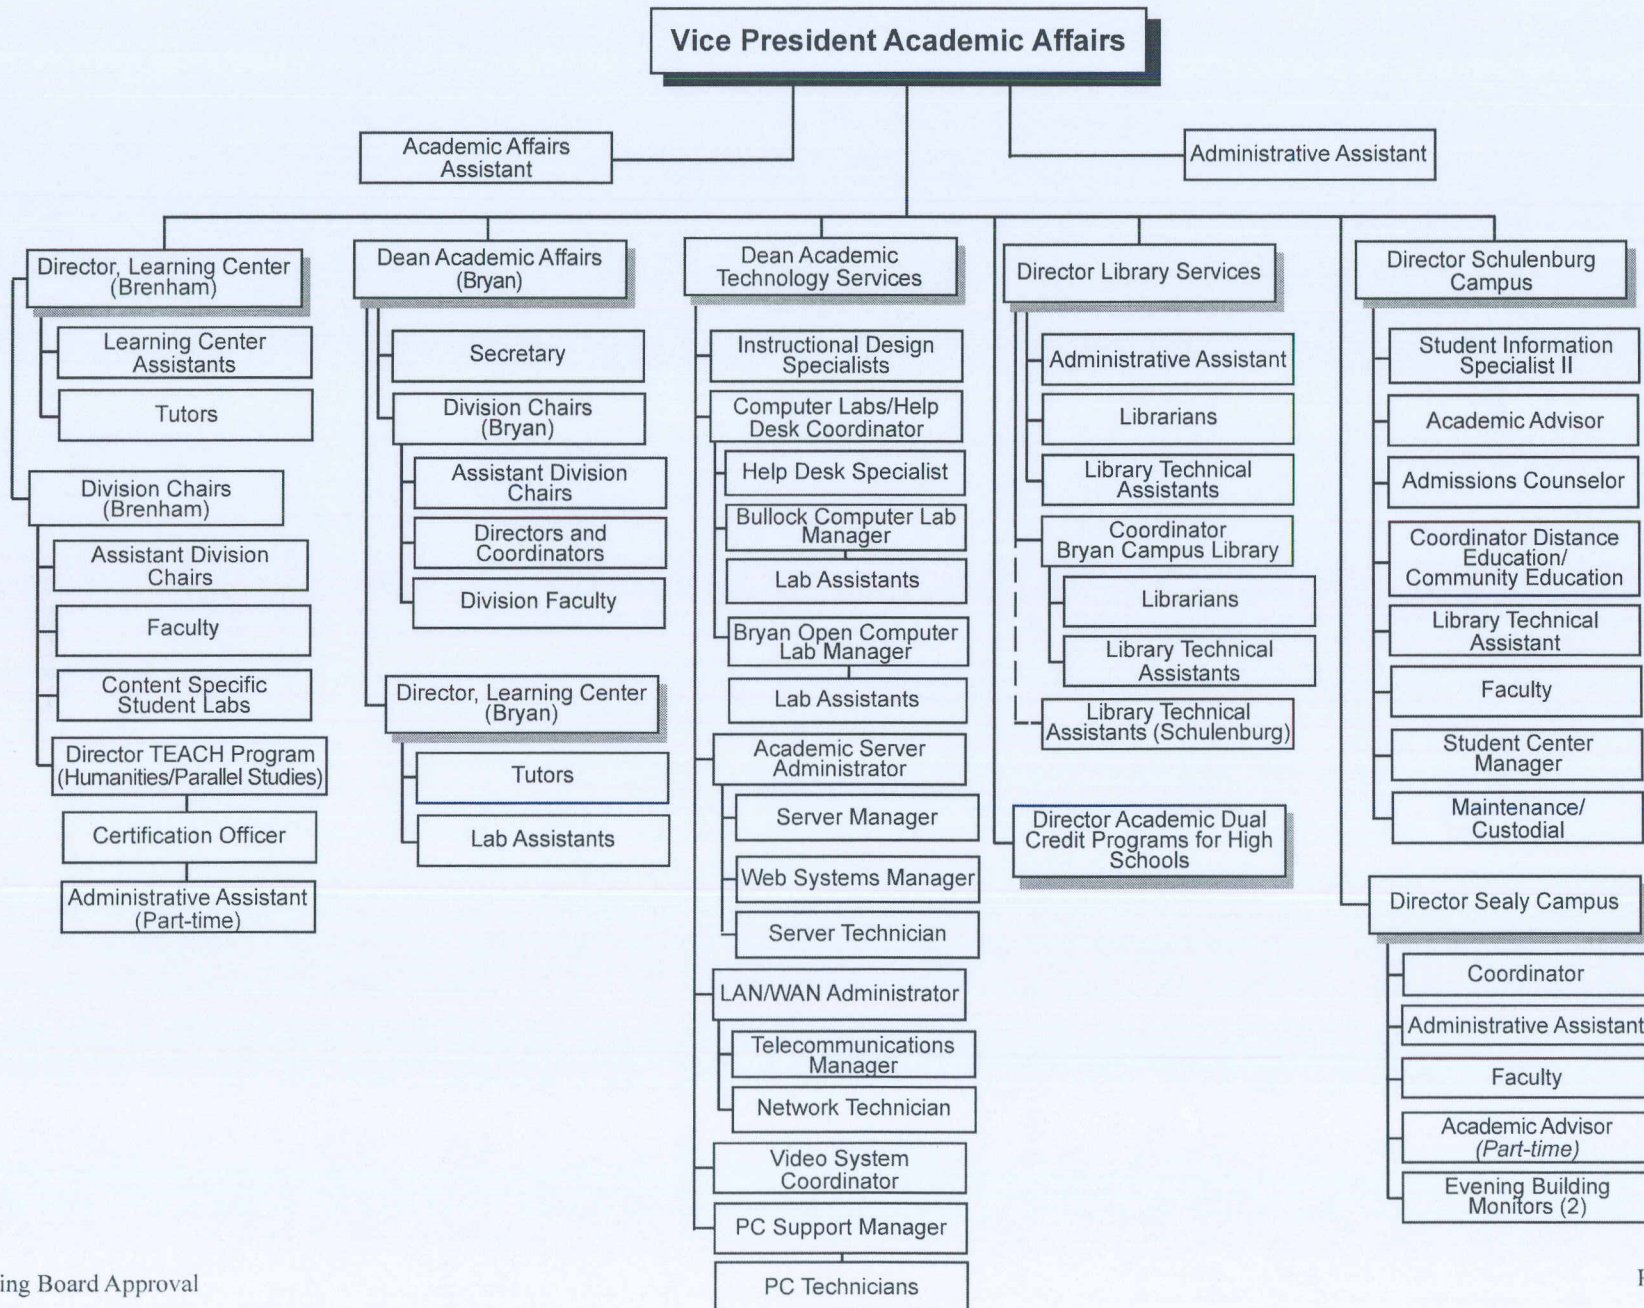 Vice President Academic Affairs
Academic Affairs
Assistant
Administrative Assistant
Director, Learning Center
(Brenham)
Learning Center
Assistants
Tutors
Division Chairs
(Brenham)
Assistant Division
Chairs
Faculty
Content Specific
Student Labs
Director TEACH Program
(Humanities/Parallel Studies)
Certification Officer
Administrative Assistant
(Part-time)
Dean Academic Affairs
(Bryan)
Secretary
Division Chairs
(Bryan)
Assistant Division
Chairs
Directors and
Coordinators
Division Faculty
Director, Learning Center
(Bryan)
Tutors
Lab Assistants
Dean Academic
Technology Services
Instructional Design
Specialists
Computer Labs/Help
Desk Coordinator
Help Desk Specialist
Bullock Computer Lab
Manager
Lab Assistants
Bryan Open Computer
Lab Manager
Lab Assistants
Academic Server
Administrator
Server Manager
Web Systems Manager
Server Technician
LAN/WAN Administrator
Telecommunications
Manager
Network Technician
Video System
Coordinator
PC Support Manager
PC Technicians
Director Library Services
Administrative Assistant
Librarians
Library Technical
Assistants
Coordinator
Bryan Campus Library
Librarians
Library Technical
Assistants
Library Technical
Assistants (Schulenburg)
Director Academic Dual
Credit Programs for High
Schools
Director Schulenburg
Campus
Student Information
Specialist II
Academic Advisor
Admissions Counselor
Coordinator Distance
Education/
Community Education
Library Technical
Assistant
Faculty
Student Center
Manager
Maintenance/
Custodial
Director Sealy Campus
Coordinator
Administrative Assistant
Faculty
Academic Advisor
(Part-time)
Evening Building
Monitors (2)
ing Board Approval